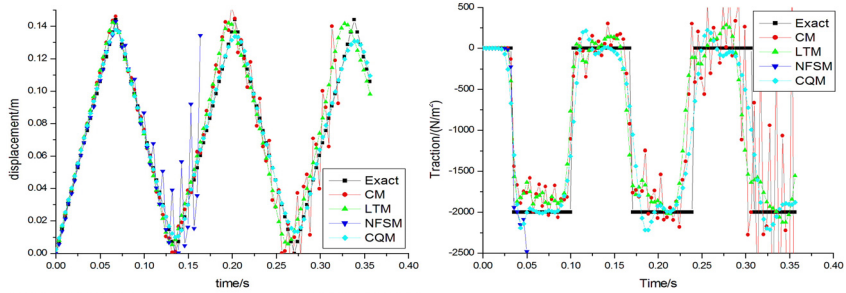 0.14
0.12
0.10
0.08
0.06
0.04
0.02
0.00
displacement/m
0.00 0.05 0.10 0.15 0.20 0.25 0.30 0.35 0.40
time/s
Exact
CM
LTM
NFSM
CQM
500
0
-500
-1000
-1500
-2000
-2500
Traction/(N/m²)
0.00 0.05 0.10 0.15 0.20 0.25 0.30 0.35 0.40
Time/s
Exact
CM
LTM
NFSM
CQM